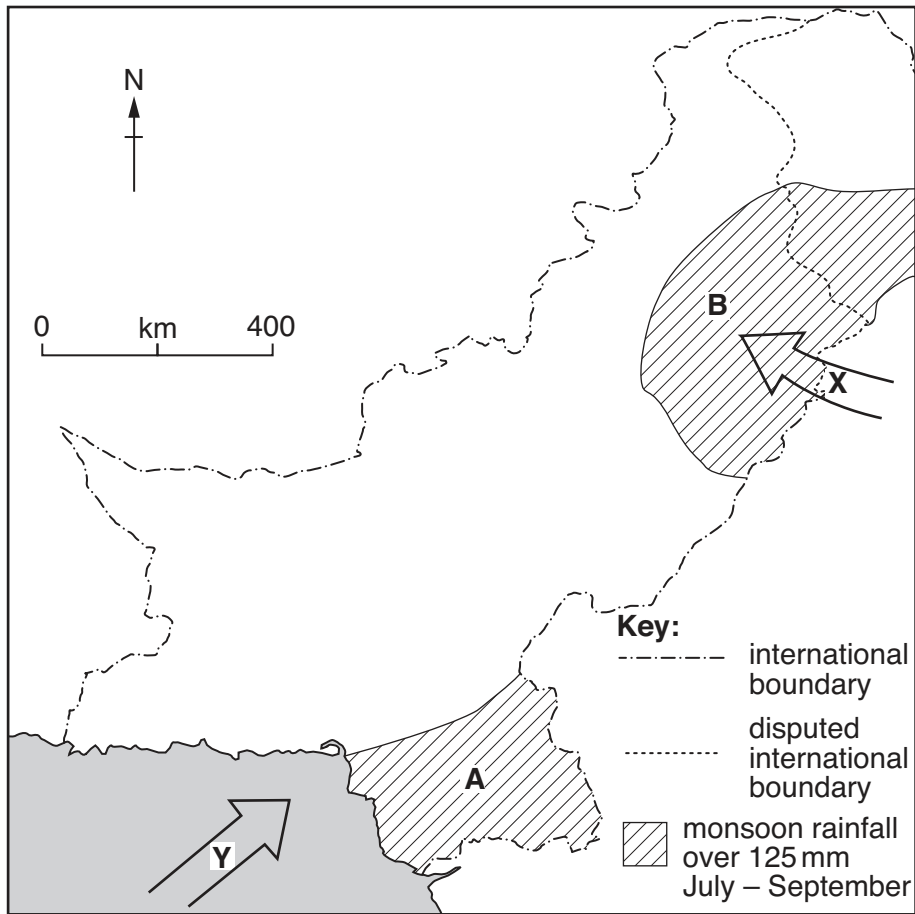 N
0 km 400
B
X
A
Y
Key:
international
boundary
disputed
international
boundary
monsoon rainfall
over 125 mm
July – September